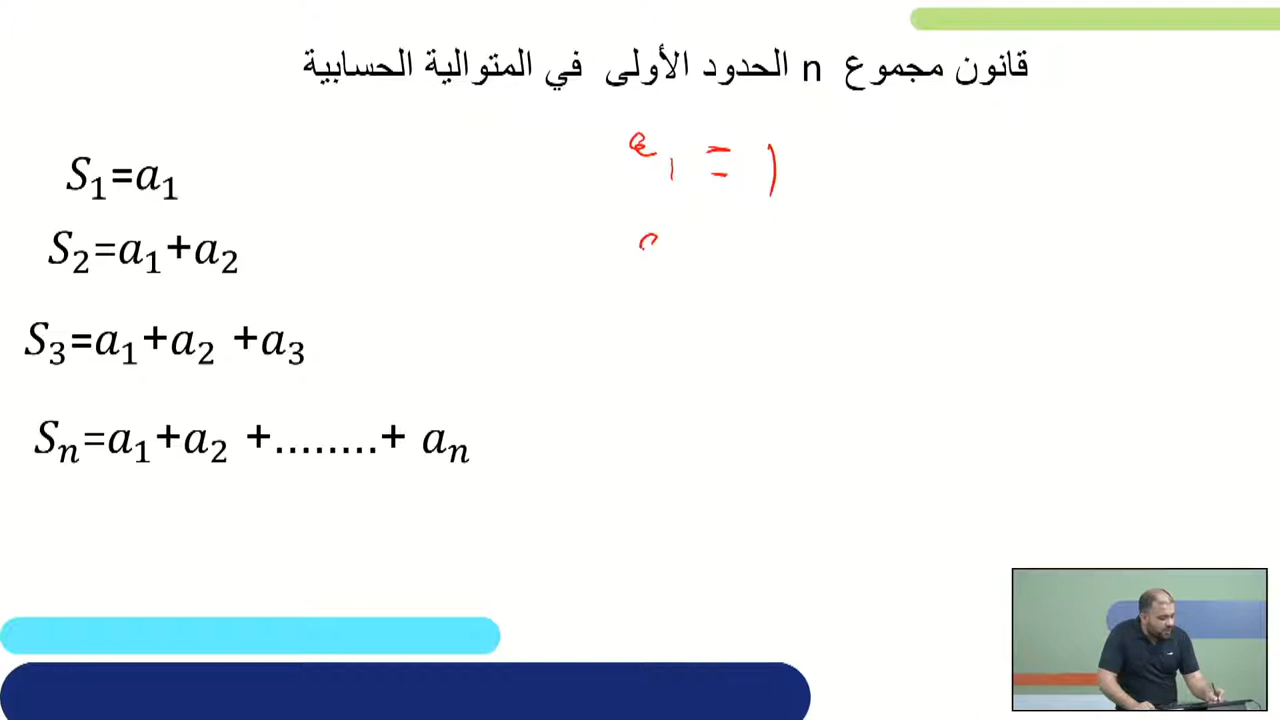 قانون مجموع n الحدود الأولى في المتوالية الحسابية
S₁=a₁
S₂=a₁+a₂
S₃=a₁+a₂ +a₃
Sₙ=a₁+a₂ +........+ aₙ
a₁ = 1